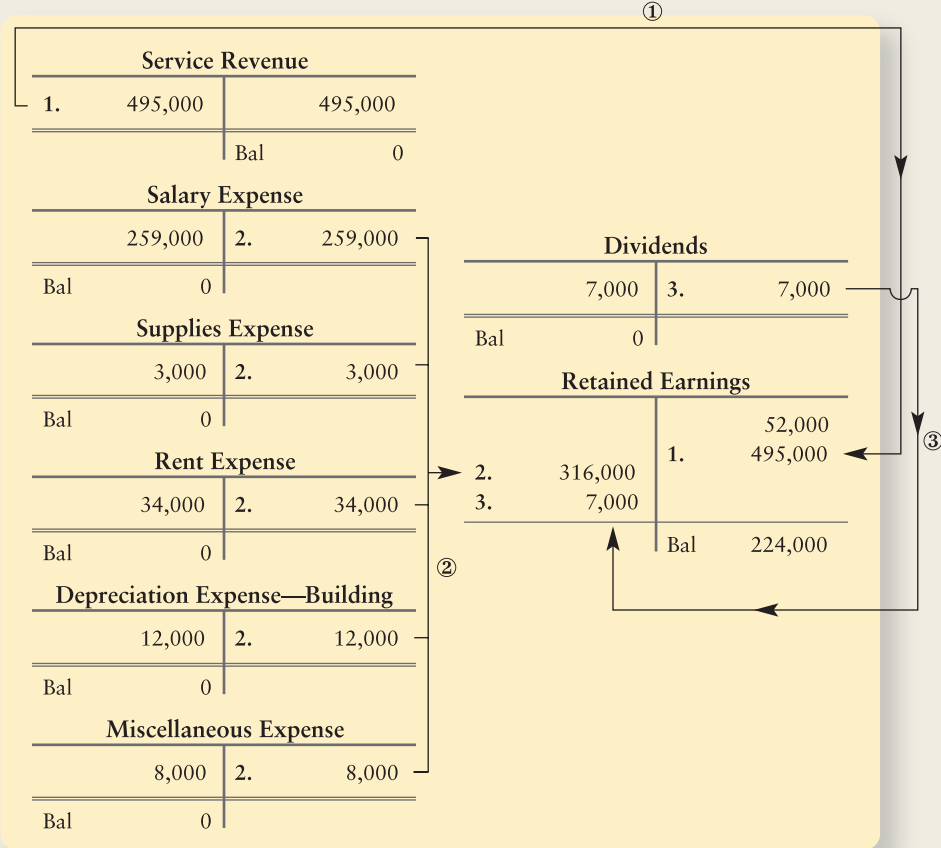 ①
Service Revenue
1. 495,000 495,000
Bal 0
Salary Expense
259,000 2. 259,000
Bal 0
Supplies Expense
3,000 2. 3,000
Bal 0
Rent Expense
34,000 2. 34,000
Bal 0
Depreciation Expense—Building
12,000 2. 12,000
Bal 0
Miscellaneous Expense
8,000 2. 8,000
Bal 0
②
Dividends
7,000 3. 7,000
Bal 0
Retained Earnings
52,000
1. 495,000
2. 316,000
3. 7,000
Bal 224,000
③